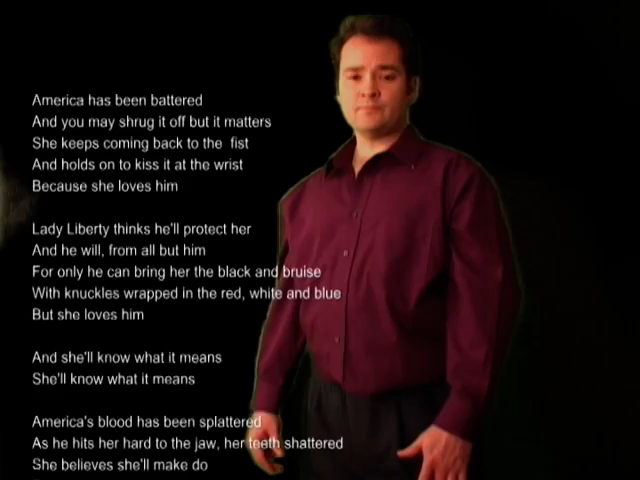 America has been battered
And you may shrug it off but it matters
She keeps coming back to the fist
And holds on to kiss it at the wrist
Because she loves him
Lady Liberty thinks he'll protect her
And he will, from all but him
For only he can bring her the black and bruise
With knuckles wrapped in the red, white and blue
But she loves him
And she'll know what it means
She'll know what it means
America's blood has been splattered
As he hits her hard to the jaw, her teeth shattered
She believes she'll make do